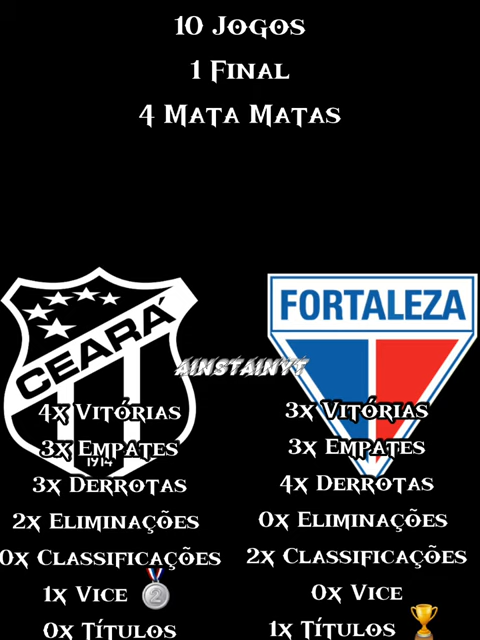 10 Jogos
1 Final
4 Mata Matas
CEARÁ
1914
FORTALEZA
AINSTAINYT
4x Vitórias
3x Empates
3x Derrotas
2x Eliminações
0x Classificações
1x Vice
0x Títulos
3x Vitórias
3x Empates
4x Derrotas
0x Eliminações
2x Classificações
0x Vice
1x Títulos